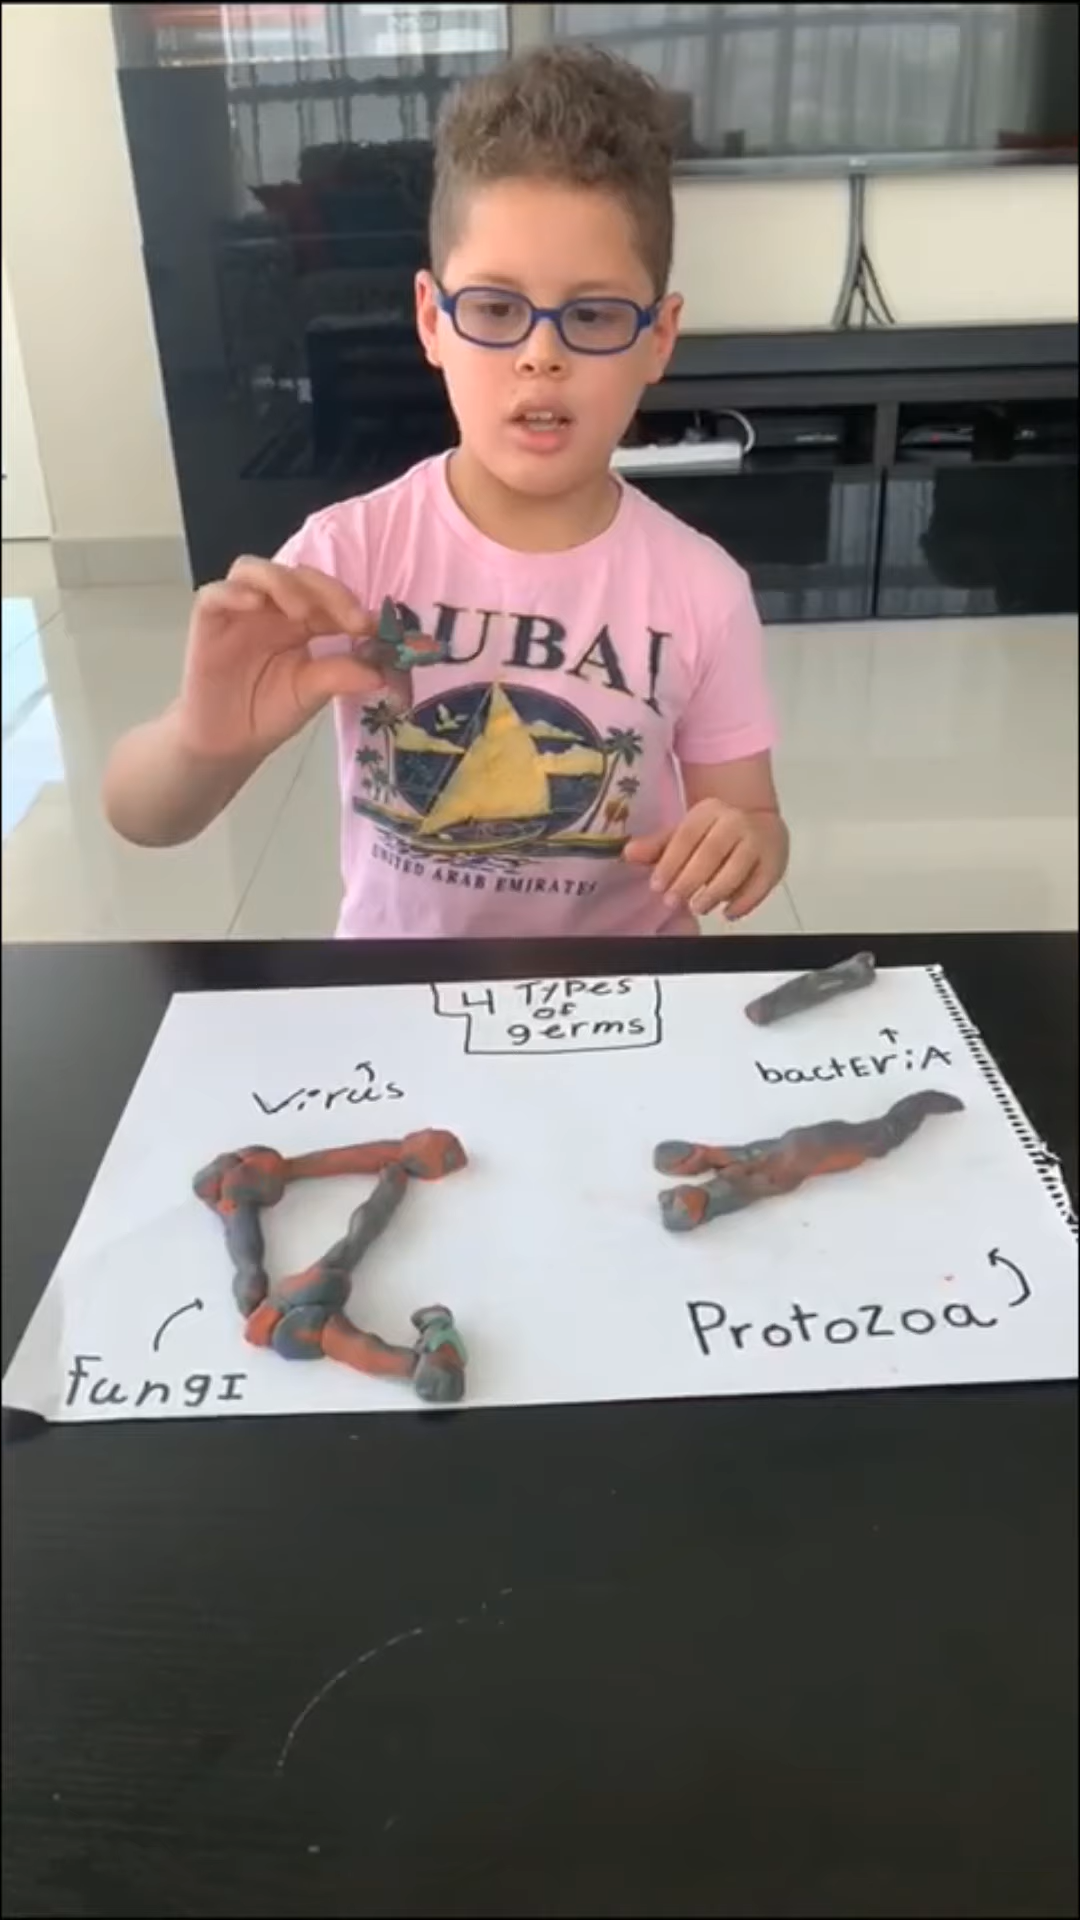 DUBAI
UNITED ARAB EMIRATES
4 Types
of
germs
Virus
bactEriA
Protozoa
fungI